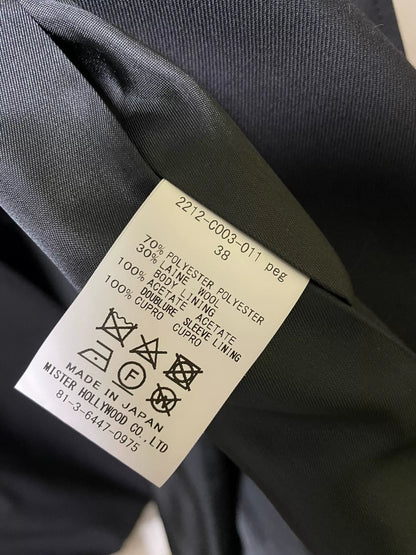 2212-C003-011 peg
38
70% POLYESTER POLYESTER
30% LAINE WOOL
BODY LINING
100% ACETATE ACETATE
DOUBLURE SLEEVE LINING
100% CUPRO CUPRO
F
W
MADE IN JAPAN
MISTER HOLLYWOOD CO., LTD
81-3-6447-0975